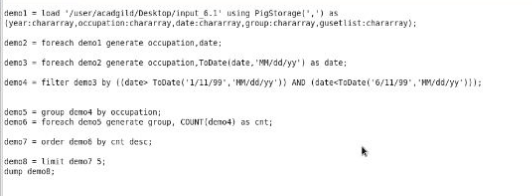 demo1 = load '/user/acadgild/Desktop/input_6.1' using PigStorage(',') as
(year:chararray,occupation:chararray,date:chararray,group:chararray,gusetlist:chararray);
demo2 = foreach demo1 generate occupation,date;
demo3 = foreach demo2 generate occupation,ToDate(date,'MM/dd/yy') as date;
demo4 = filter demo3 by ((date> ToDate('1/11/99','MM/dd/yy')) AND (date<ToDate('6/11/99','MM/dd/yy')));
demo5 = group demo4 by occupation;
demo6 = foreach demo5 generate group, COUNT(demo4) as cnt;
demo7 = order demo6 by cnt desc;
demo8 = limit demo7 5;
dump demo8;